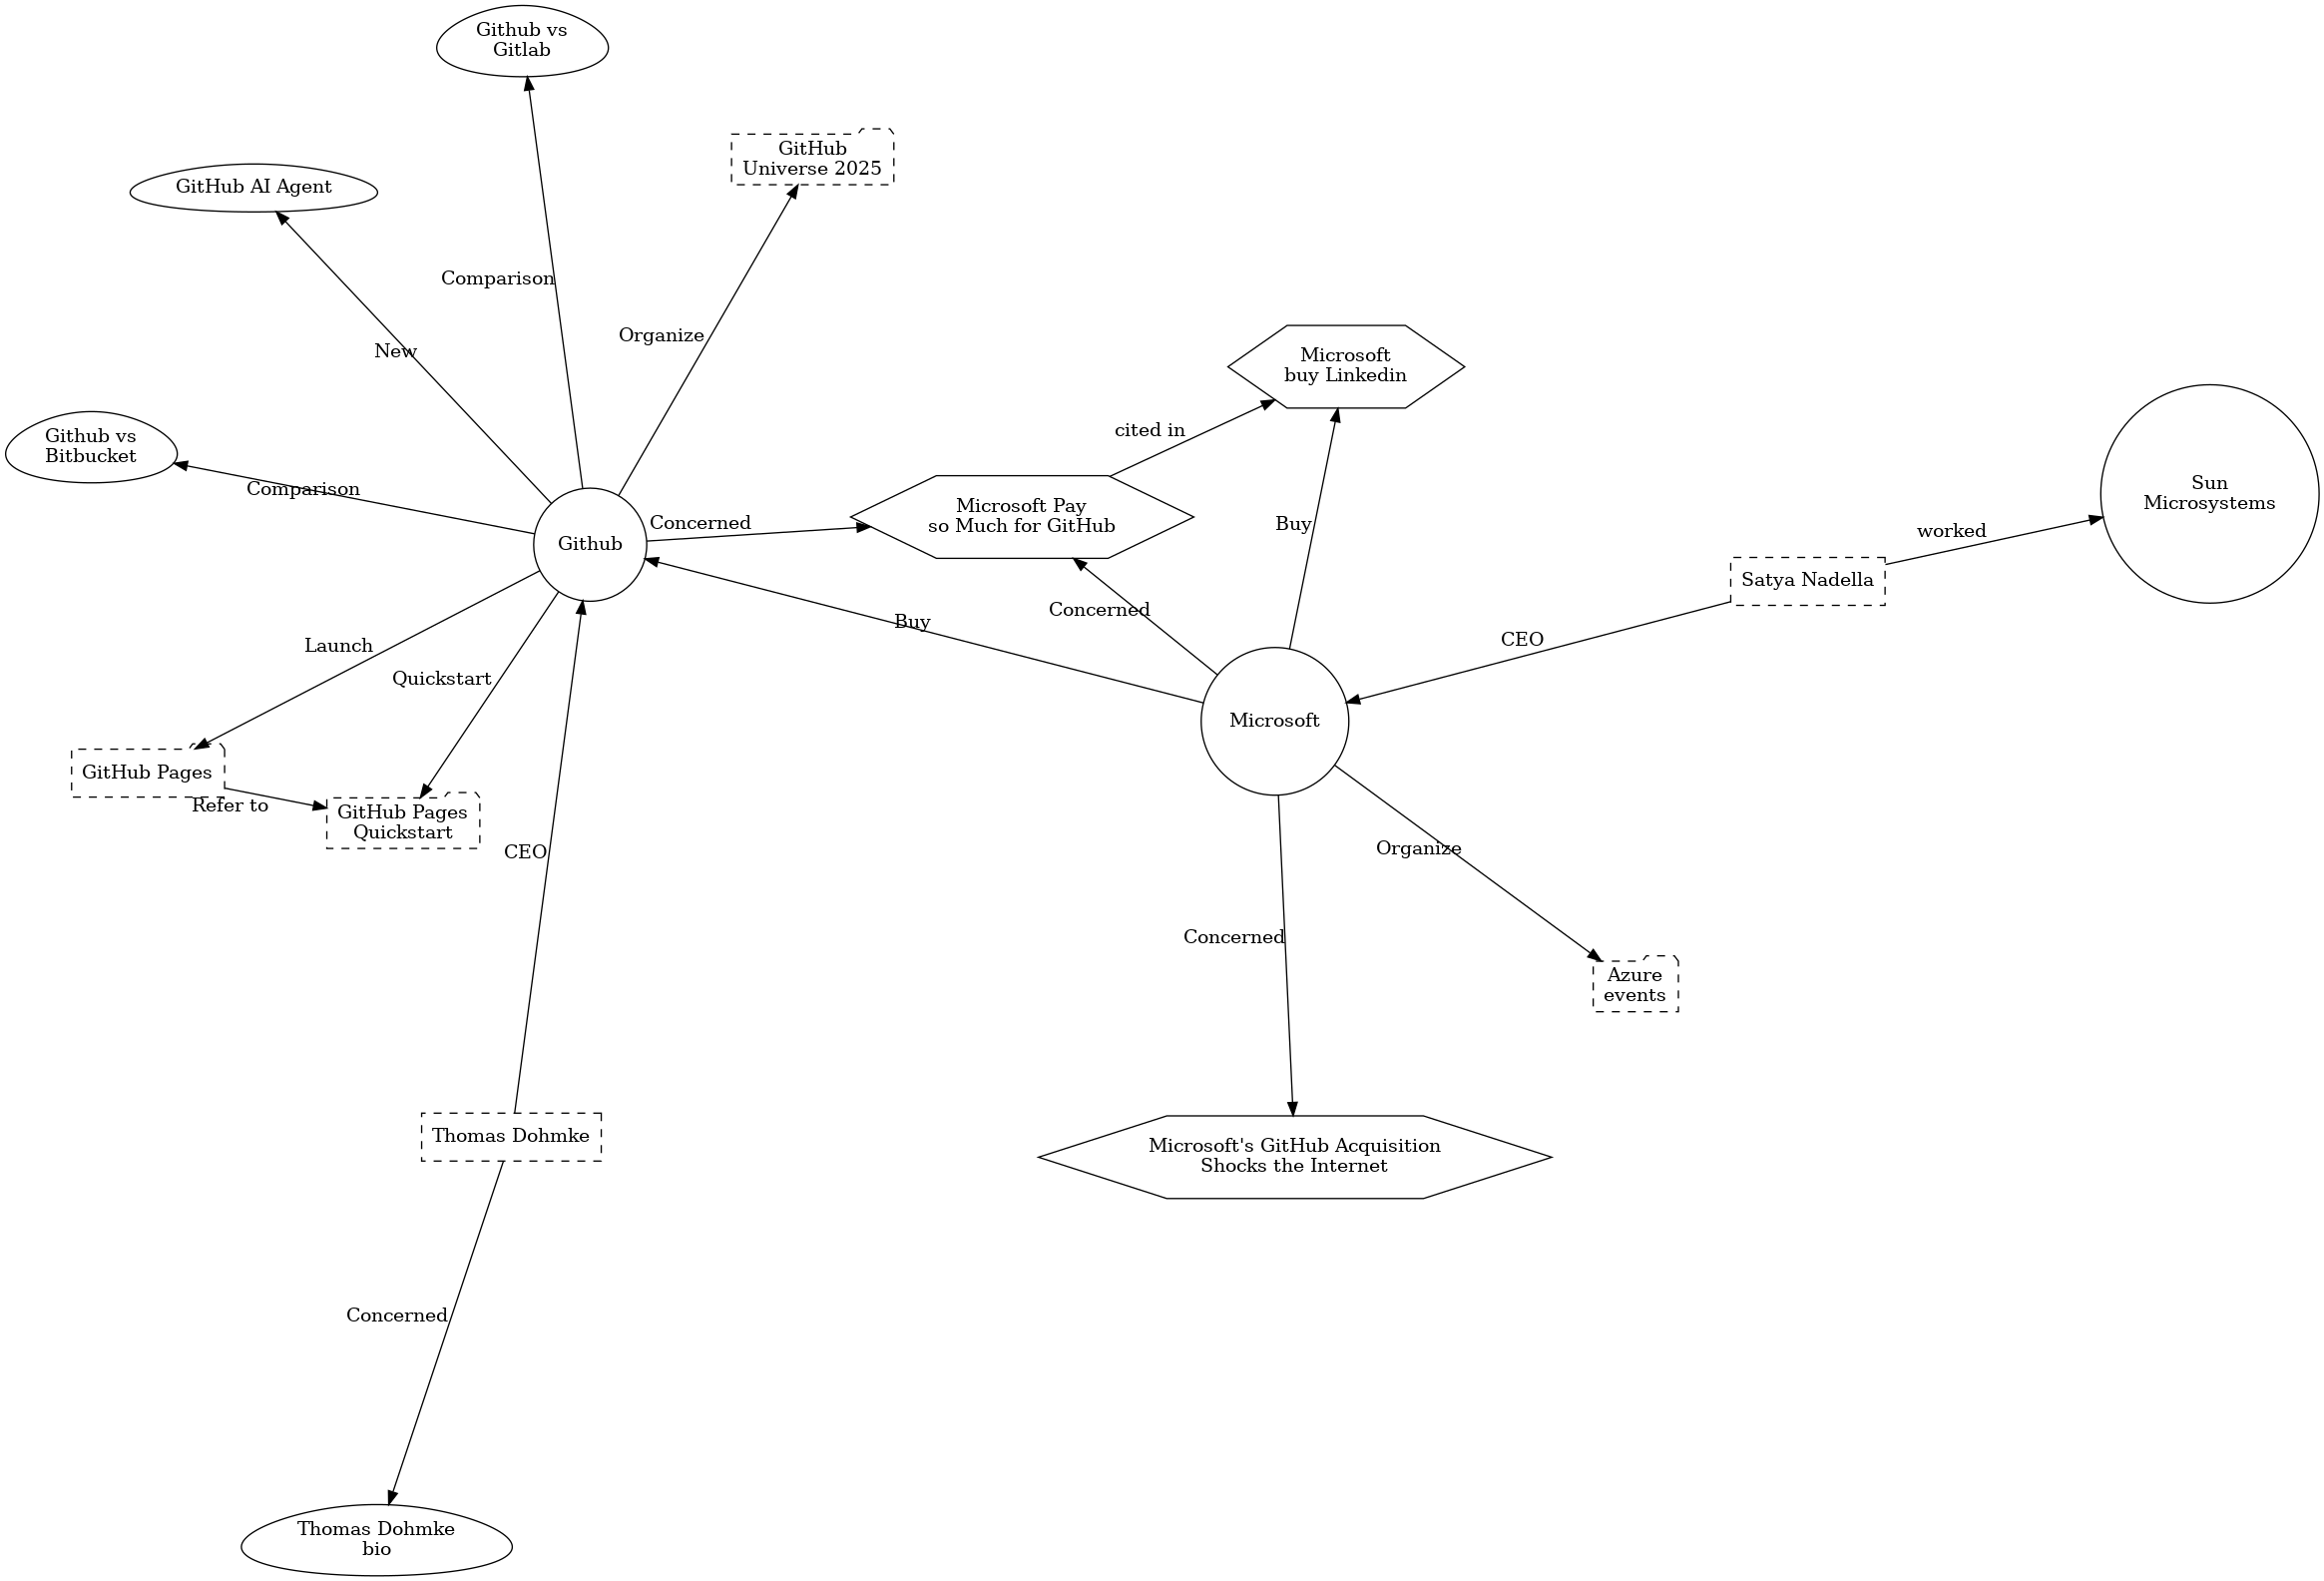 Github vs
Gitlab
GitHub
Universe 2025
GitHub AI Agent
Comparison
Organize
New
Microsoft
buy Linkedin
Github vs
Bitbucket
cited in
Comparison
Sun
Microsystems
Microsoft Pay
so Much for GitHub
Concerned
Buy
worked
Github
Satya Nadella
Concerned
Buy
CEO
Launch
Quickstart
Microsoft
GitHub Pages
Refer to
GitHub Pages
Quickstart
CEO
Organize
Concerned
Azure
events
Thomas Dohmke
Microsoft's GitHub Acquisition
Shocks the Internet
Concerned
Thomas Dohmke
bio